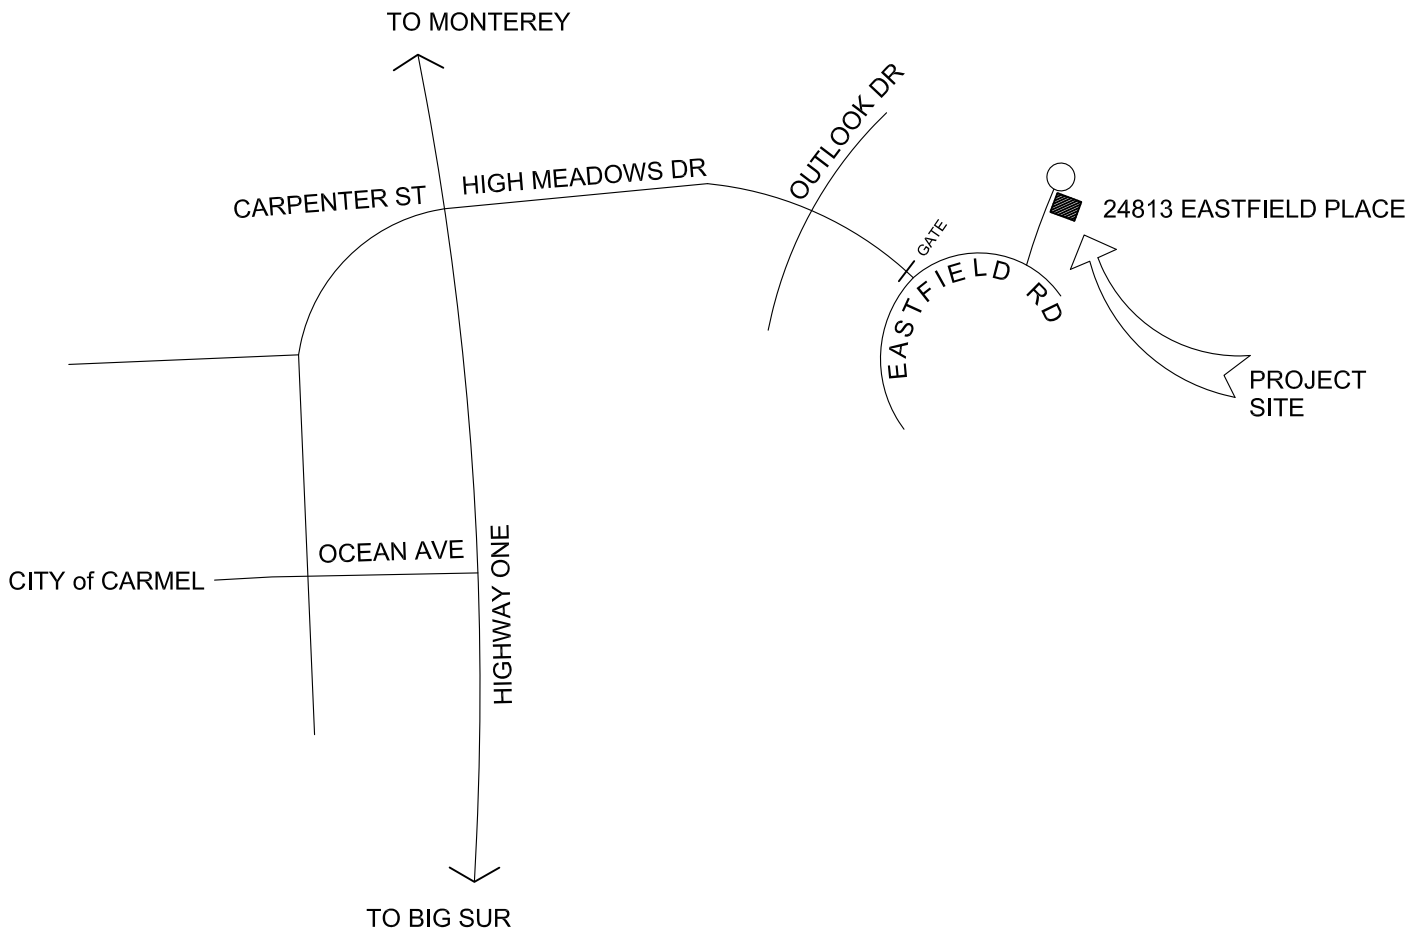 TO MONTEREY
CARPENTER ST
HIGH MEADOWS DR
OUTLOOK DR
GATE
EASTFIELD RD
24813 EASTFIELD PLACE
PROJECT
SITE
OCEAN AVE
CITY of CARMEL
HIGHWAY ONE
TO BIG SUR